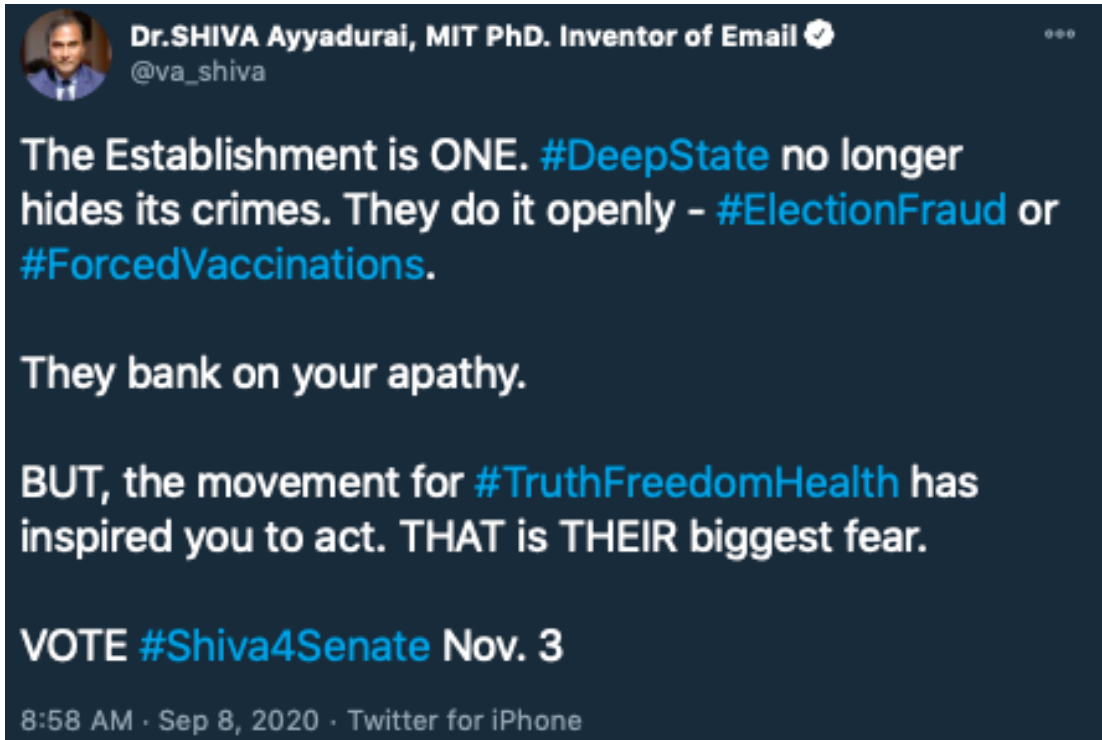 Dr.SHIVA Ayyadurai, MIT PhD. Inventor of Email
@va_shiva
The Establishment is ONE. #DeepState no longer
hides its crimes. They do it openly - #ElectionFraud or
#ForcedVaccinations.
They bank on your apathy.
BUT, the movement for #TruthFreedomHealth has
inspired you to act. THAT is THEIR biggest fear.
VOTE #Shiva4Senate Nov. 3
8:58 AM · Sep 8, 2020 · Twitter for iPhone